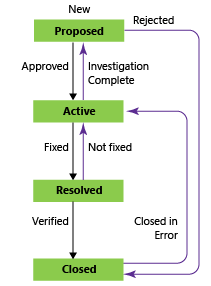 New
Rejected
Proposed
Approved
Investigation
Complete
Active
Fixed
Not fixed
Resolved
Verified
Closed in
Error
Closed